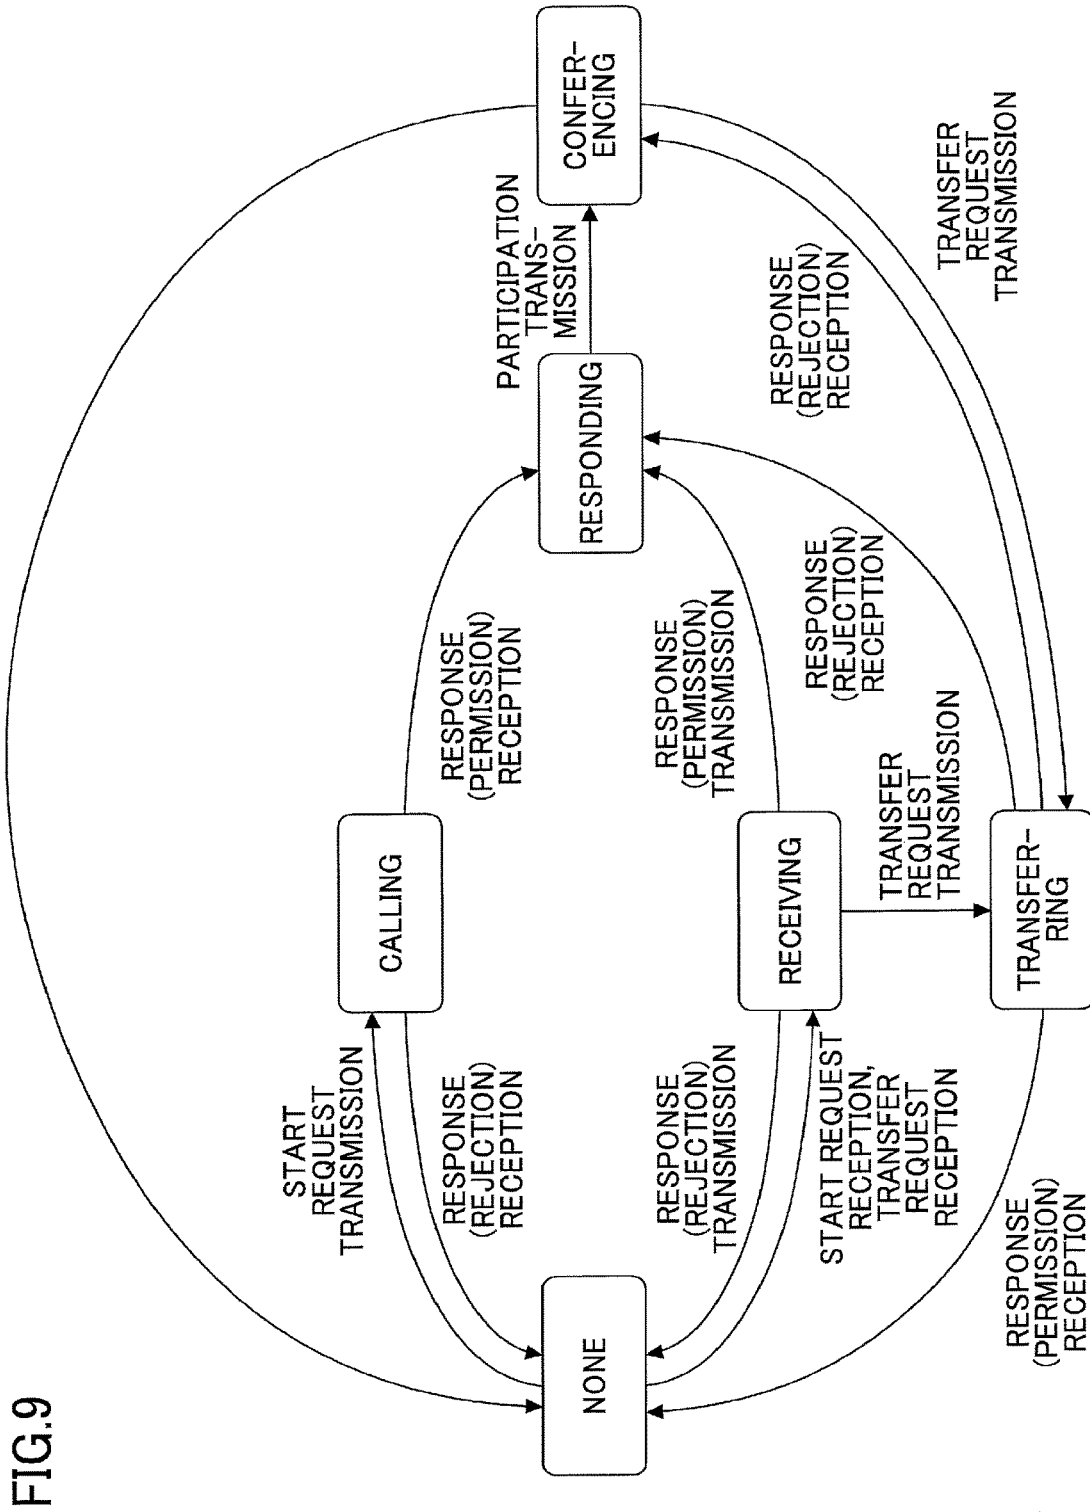 FIG.9
NONE
START
REQUEST
TRANSMISSION
RESPONSE
(REJECTION)
RECEPTION
RESPONSE
(REJECTION)
TRANSMISSION
START REQUEST
RECEPTION,
TRANSFER
REQUEST
RECEPTION
RESPONSE
(PERMISSION)
RECEPTION
CALLING
RECEIVING
TRANSFER-
RING
TRANSFER
REQUEST
TRANSMISSION
RESPONSE
(PERMISSION)
RECEPTION
RESPONSE
(PERMISSION)
TRANSMISSION
RESPONSE
(REJECTION)
RECEPTION
RESPONDING
PARTICIPATION
TRANS-
MISSION
RESPONSE
(REJECTION)
RECEPTION
CONFER-
ENCING
TRANSFER
REQUEST
TRANSMISSION